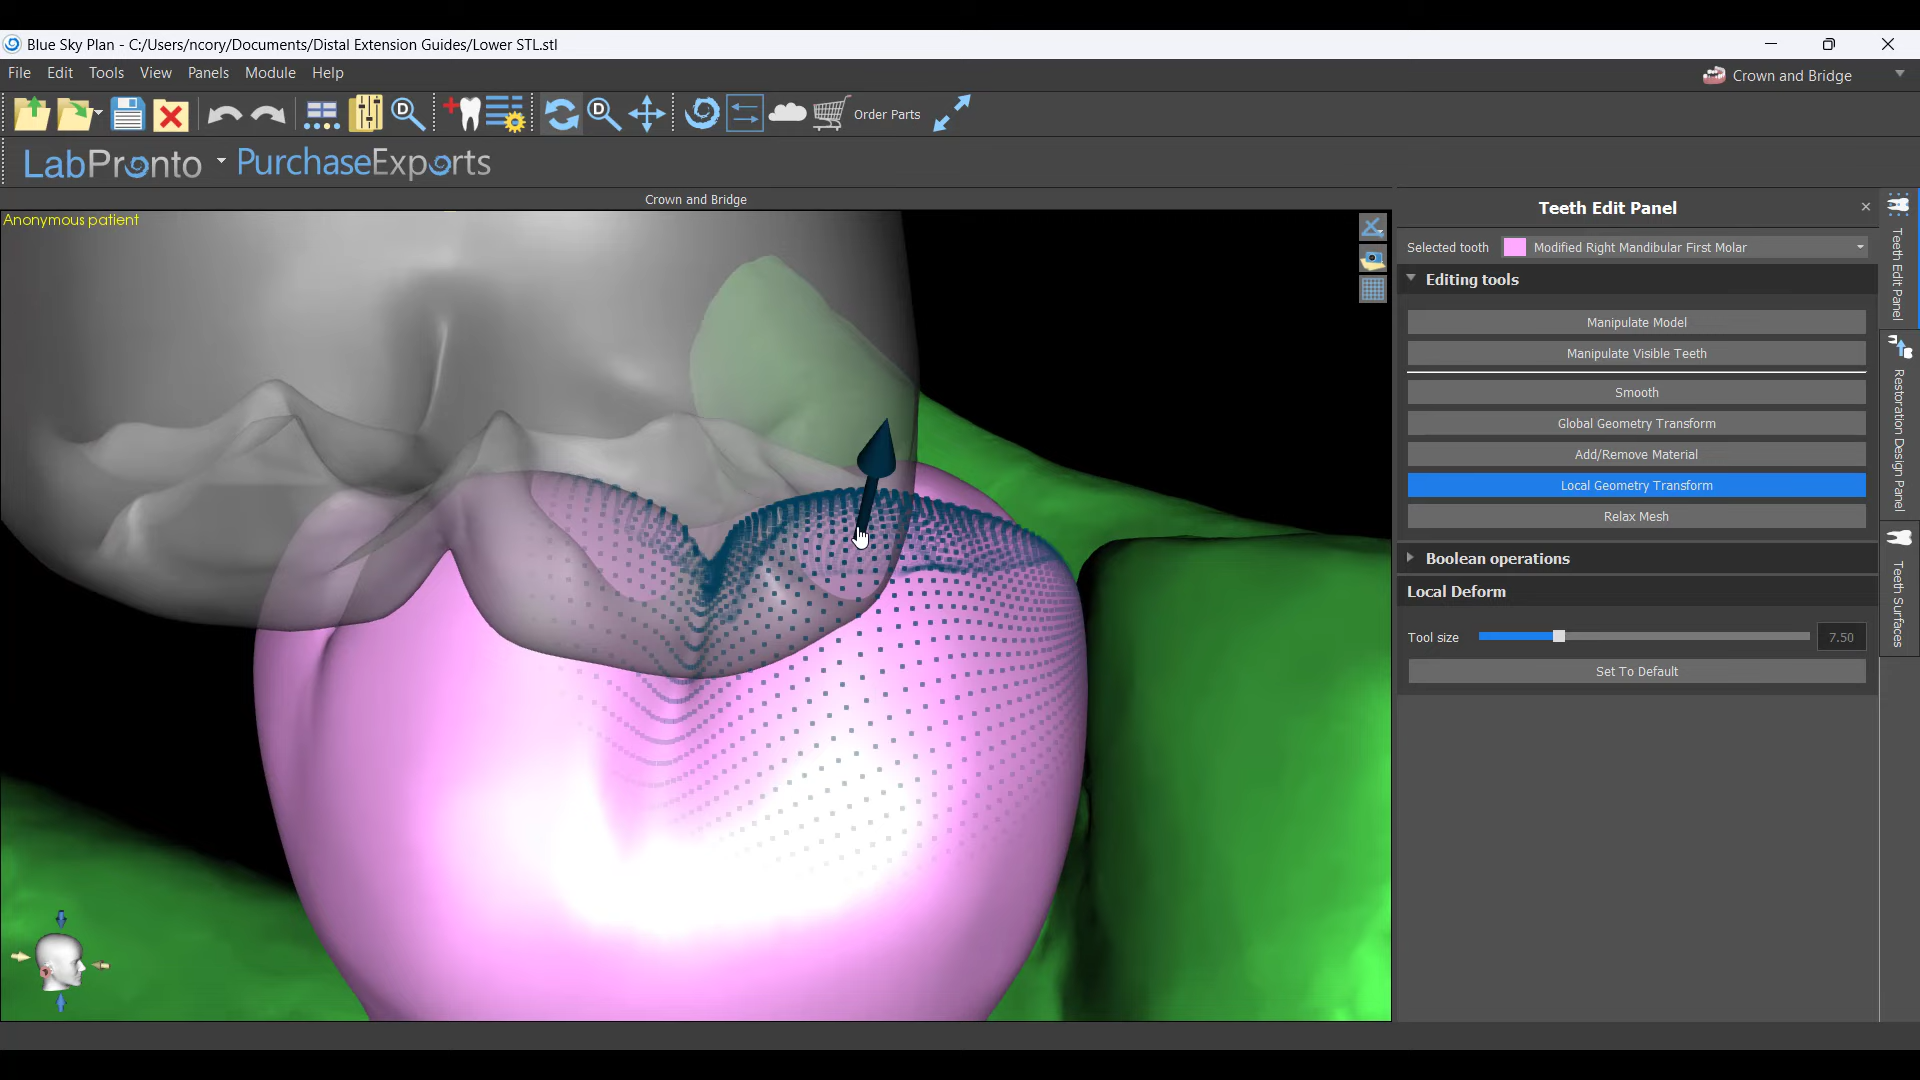 Blue Sky Plan - C:/Users/ncory/Documents/Distal Extension Guides/Lower STL.stl
File Edit Tools View Panels Module Help
Crown and Bridge
Order Parts
LabPronto
PurchaseExports
Crown and Bridge
Anonymous patient
Teeth Edit Panel
Selected tooth
Modified Right Mandibular First Molar
Editing tools
Manipulate Model
Manipulate Visible Teeth
Smooth
Global Geometry Transform
Add/Remove Material
Local Geometry Transform
Relax Mesh
Boolean operations
Local Deform
Tool size
7.50
Set To Default
Teeth Edit Panel
Restoration Design Panel
Teeth Surfaces